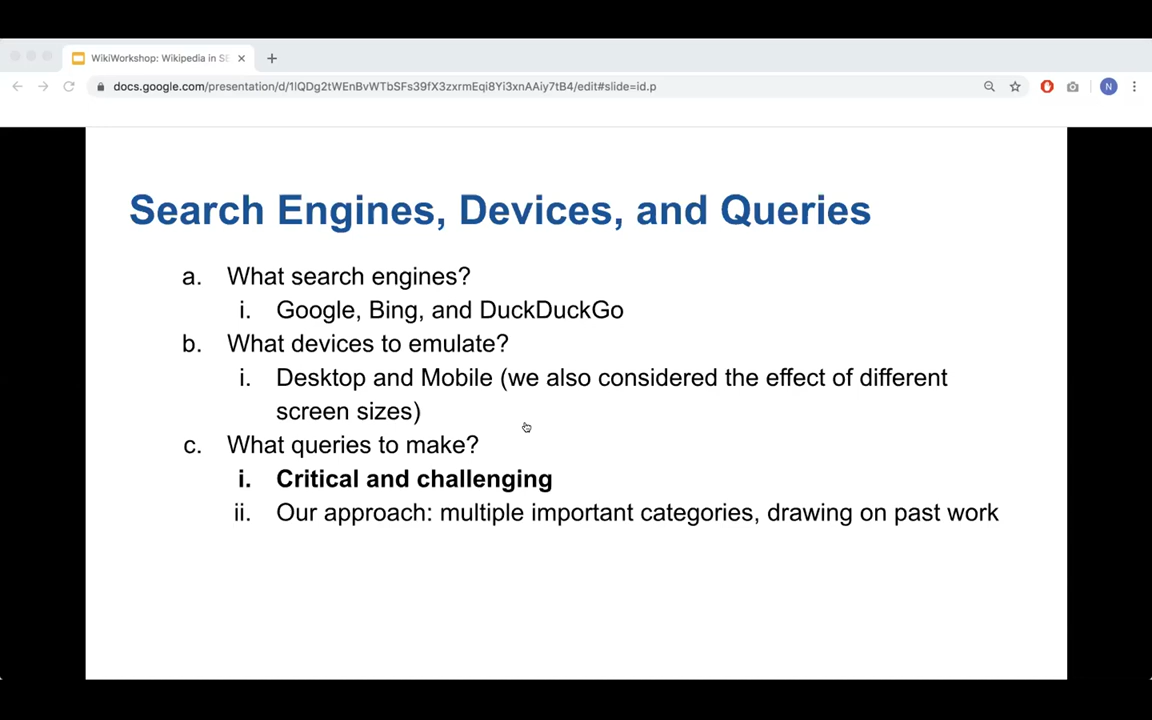 WikiWorkshop: Wikipedia in SE
docs.google.com/presentation/d/1lQDg2tWEnBvWTbSFs39fX3zxrmEqi8Yi3xnAAiy7tB4/edit#slide=id.p
N
Search Engines, Devices, and Queries
a. What search engines?
i. Google, Bing, and DuckDuckGo
b. What devices to emulate?
i. Desktop and Mobile (we also considered the effect of different
screen sizes)
c. What queries to make?
i. Critical and challenging
ii. Our approach: multiple important categories, drawing on past work